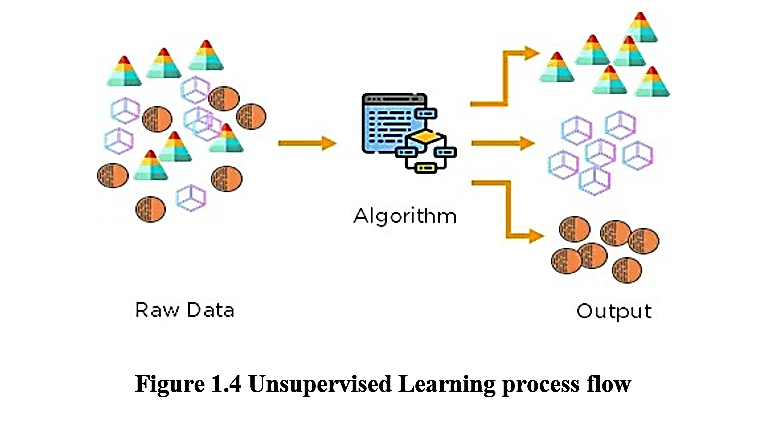 Algorithm
Raw Data
Output
Figure 1.4 Unsupervised Learning process flow